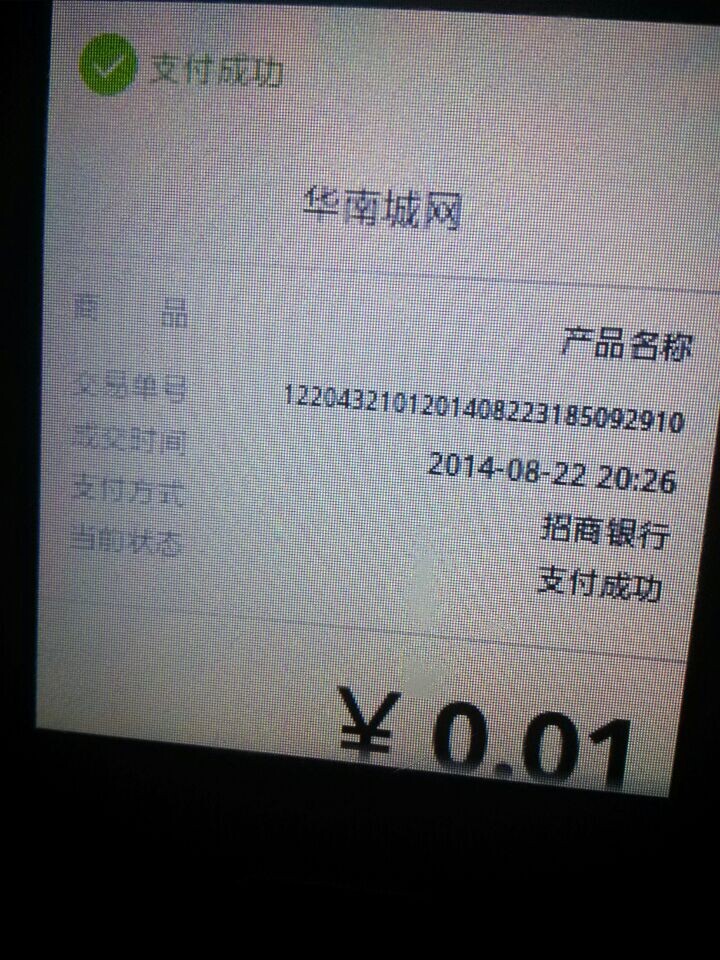 支付成功
华南城网
商 品 产品名称
交易单号 1220432101201408223185092910
成交时间 2014-08-22 20:26
支付方式 招商银行
当前状态 支付成功
¥ 0.01